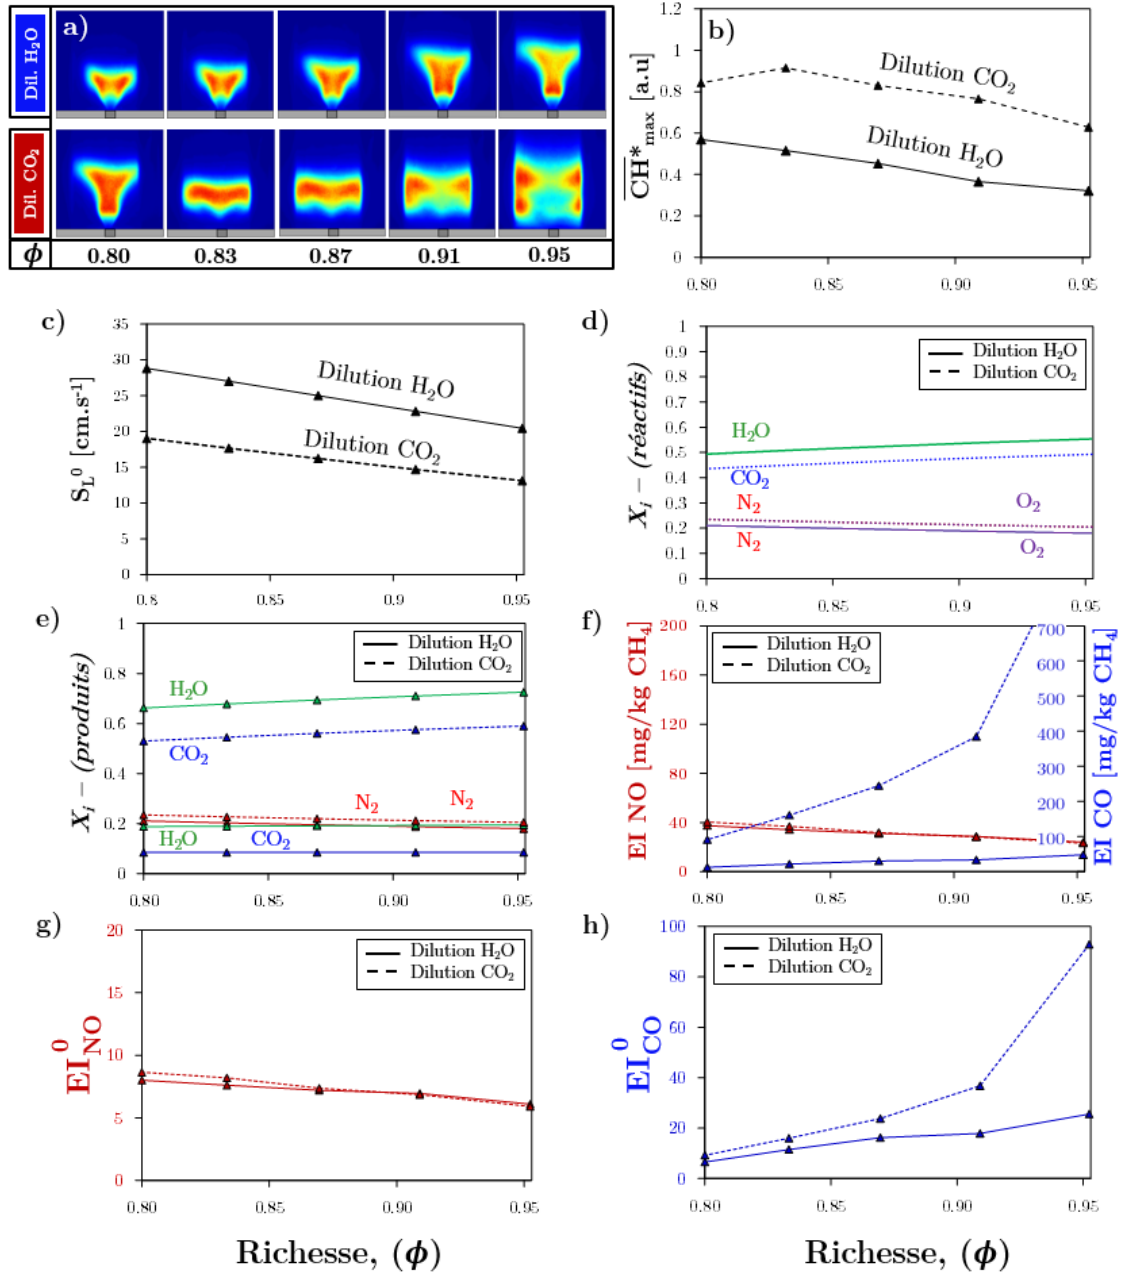 a)
Dil. H₂O
Dil. CO₂
ϕ 0.80 0.83 0.87 0.91 0.95
b)
CH*max [a.u]
1.2
1
0.8
0.6
0.4
0.2
0
Dilution CO₂
Dilution H₂O
0.80 0.85 0.90 0.95
c)
S_L⁰ [cm.s⁻¹]
35
30
25
20
15
10
5
0
Dilution H₂O
Dilution CO₂
0.8 0.85 0.9 0.95
d)
X_i – (réactifs)
1
0.9
0.8
0.7
0.6
0.5
0.4
0.3
0.2
0.1
0
Dilution H₂O
Dilution CO₂
H₂O
CO₂
N₂
O₂
N₂
O₂
0.8 0.85 0.90 0.95
e)
X_i – (produits)
1
0.8
0.6
0.4
0.2
0
Dilution H₂O
Dilution CO₂
H₂O
CO₂
N₂
N₂
H₂O
CO₂
0.80 0.85 0.90 0.95
f)
EI NO [mg/kg CH₄]
200
160
120
80
40
0
Dilution H₂O
Dilution CO₂
700
600
500
400
300
200
100
EI CO [mg/kg CH₄]
0.80 0.85 0.90 0.95
g)
EI⁰NO
20
15
10
5
0
Dilution H₂O
Dilution CO₂
0.80 0.85 0.90 0.95
Richesse, (ϕ)
h)
EI⁰CO
100
80
60
40
20
0
Dilution H₂O
Dilution CO₂
0.80 0.85 0.90 0.95
Richesse, (ϕ)